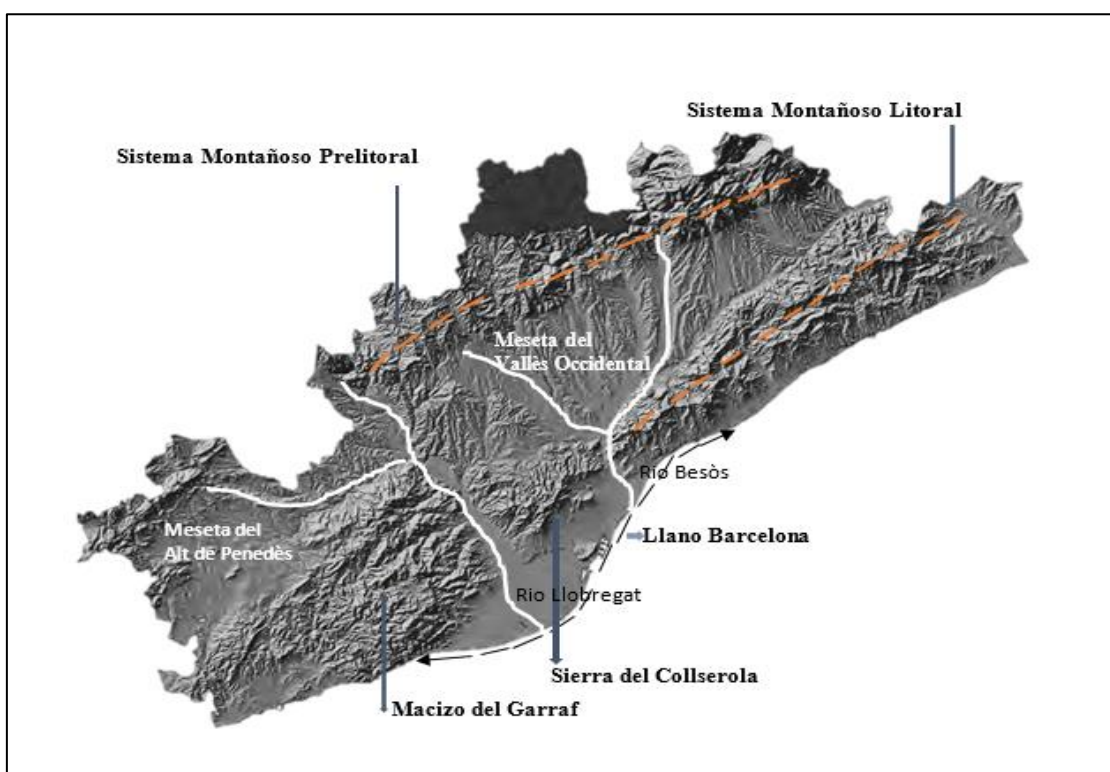 Sistema Montañoso Litoral
Sistema Montañoso Prelitoral
Meseta del
Vallès Occidental
Río Besòs
Meseta del
Alt de Penedès
Llano Barcelona
Rio Llobregat
Sierra del Collserola
Macizo del Garraf